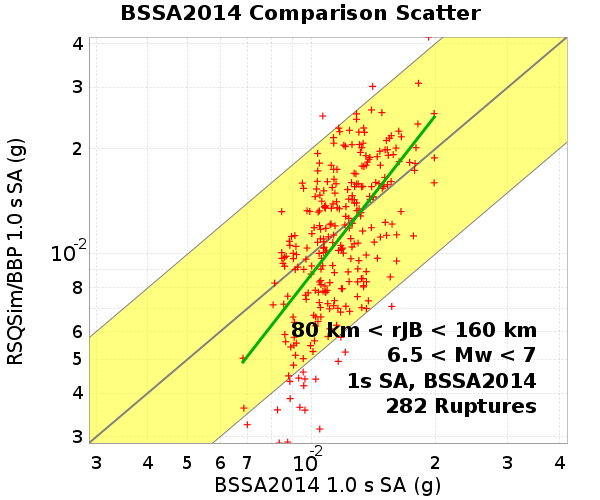 BSSA2014 Comparison Scatter
RSQSim/BBP 1.0 s SA (g)
4
3
2
10-2
8
6
5
4
3
80 km < rJB < 160 km
6.5 < Mw < 7
1s SA, BSSA2014
282 Ruptures
3 4 5 6 7 10-2 2 3 4
BSSA2014 1.0 s SA (g)